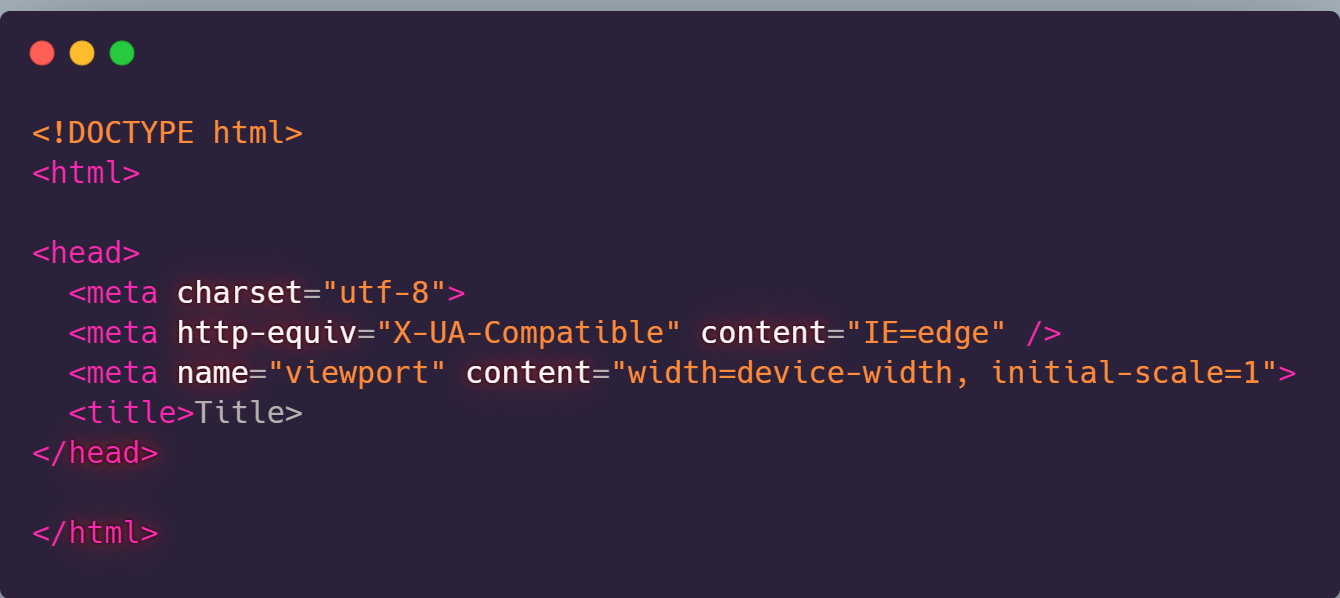 <!DOCTYPE html>
<html>
<head>
<meta charset="utf-8">
<meta http-equiv="X-UA-Compatible" content="IE=edge" />
<meta name="viewport" content="width=device-width, initial-scale=1">
<title>Title>
</head>
</html>